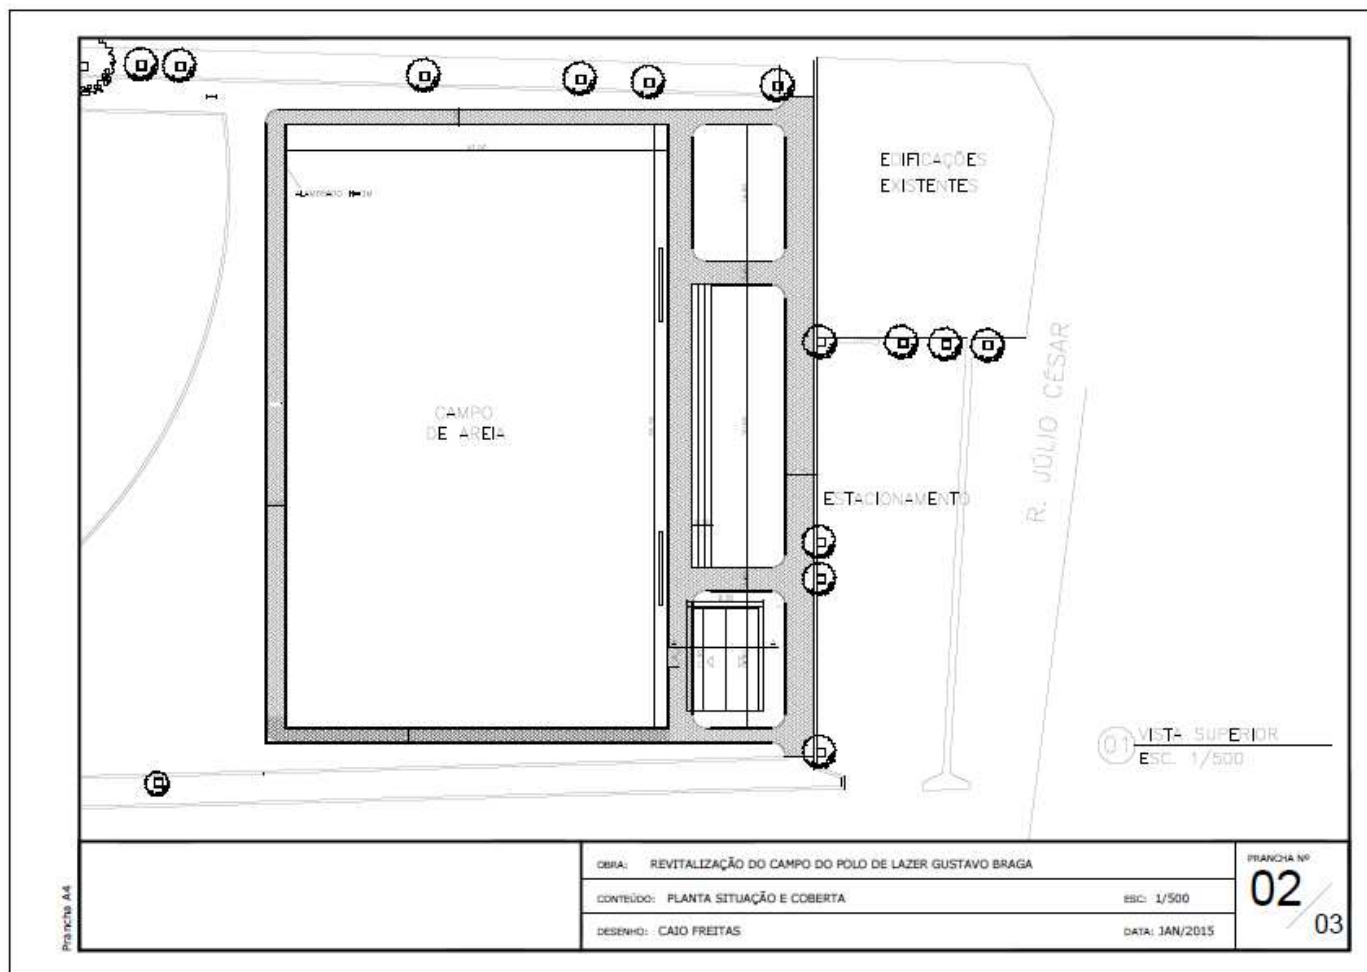 EDIFICAÇÕES
EXISTENTES
CAMPO
DE AREIA
R. JÚLIO CÉSAR
ESTACIONAMENTO
01
VISTA SUPERIOR
ESC. 1/500
OBRA: REVITALIZAÇÃO DO CAMPO DO POLO DE LAZER GUSTAVO BRAGA
CONTEÚDO: PLANTA SITUAÇÃO E COBERTA
ESC: 1/500
DESENHO: CAIO FREITAS
DATA: JAN/2015
PRANCHA Nº
02
03
Prancha A4